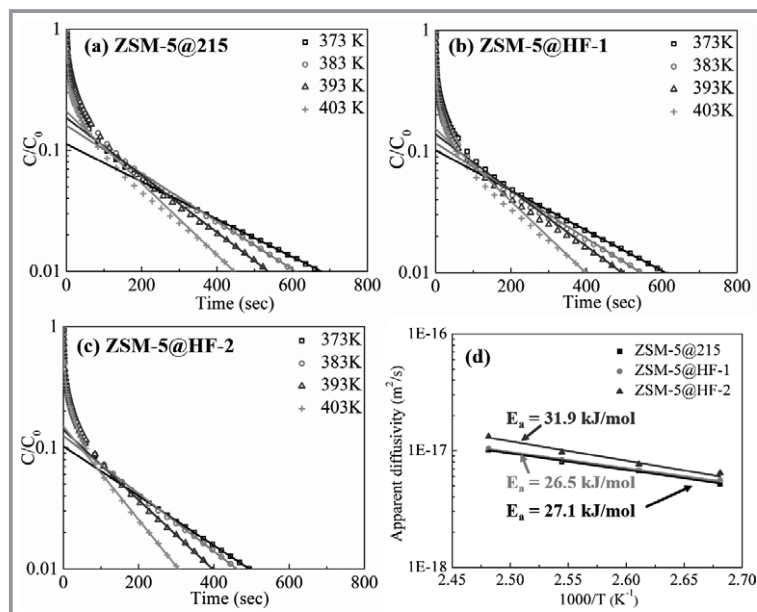 (a) ZSM-5@215
373 K
383 K
393 K
403 K
1
0.1
0.01
C/C0
0 200 400 600 800
Time (sec)
(b) ZSM-5@HF-1
373K
383K
393K
403K
1
0.1
0.01
C/C0
0 200 400 600 800
Time (sec)
(c) ZSM-5@HF-2
373K
383K
393K
403K
1
0.1
0.01
C/C0
0 200 400 600 800
Time (sec)
(d)
ZSM-5@215
ZSM-5@HF-1
ZSM-5@HF-2
1E-16
1E-17
1E-18
Apparent diffusivity (m²/s)
Ea = 31.9 kJ/mol
Ea = 26.5 kJ/mol
Ea = 27.1 kJ/mol
2.45 2.50 2.55 2.60 2.65 2.70
1000/T (K⁻¹)